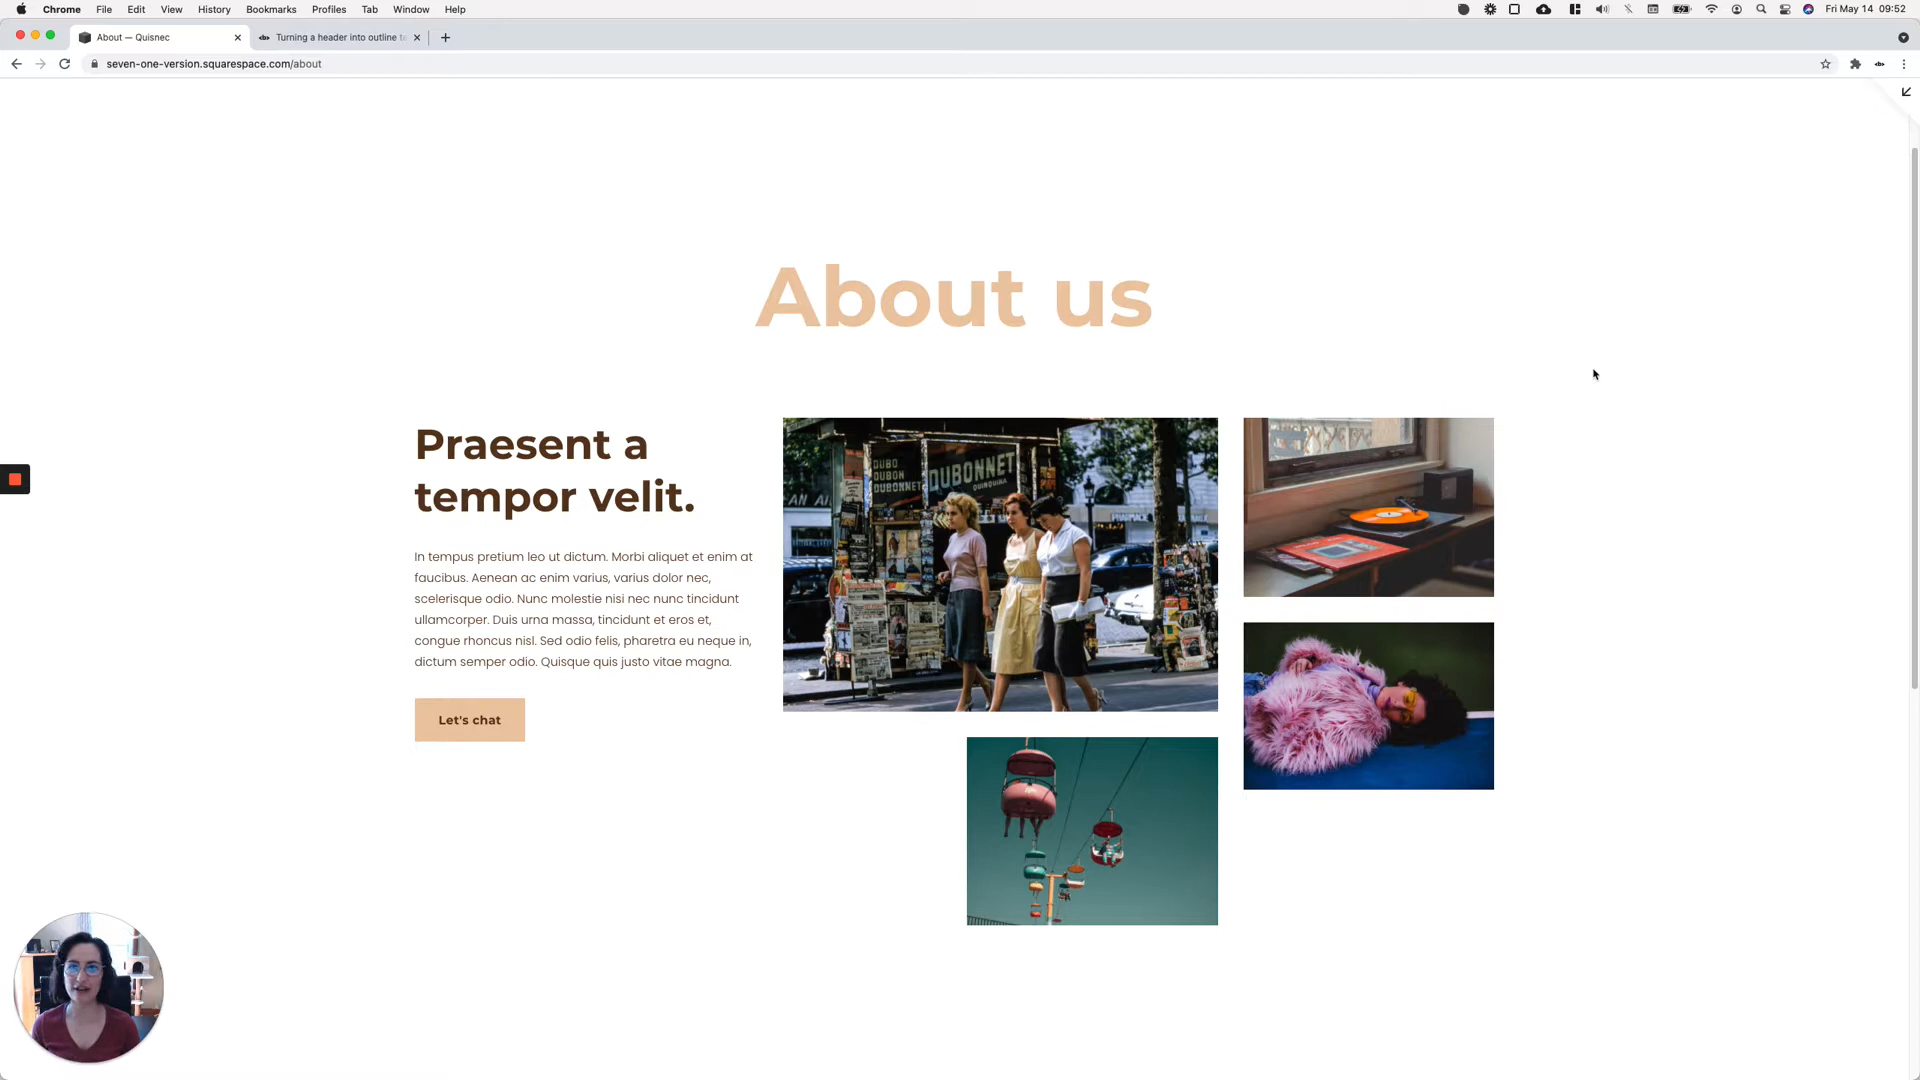 Chrome File Edit View History Bookmarks Profiles Tab Window Help
Fri May 14 09:52
About — Quisnec
Turning a header into outline t
seven-one-version.squarespace.com/about
About us
Praesent a
tempor velit.
In tempus pretium leo ut dictum. Morbi aliquet et enim at
faucibus. Aenean ac enim varius, varius dolor nec,
scelerisque odio. Nunc molestie nisi nec nunc tincidunt
ullamcorper. Duis urna massa, tincidunt et eros et,
congue rhoncus nisl. Sed odio felis, pharetra eu neque in,
dictum semper odio. Quisque quis justo vitae magna.
Let's chat
DUBO
DUBON
DUBONNET
DUBONNET
QUINQUINA